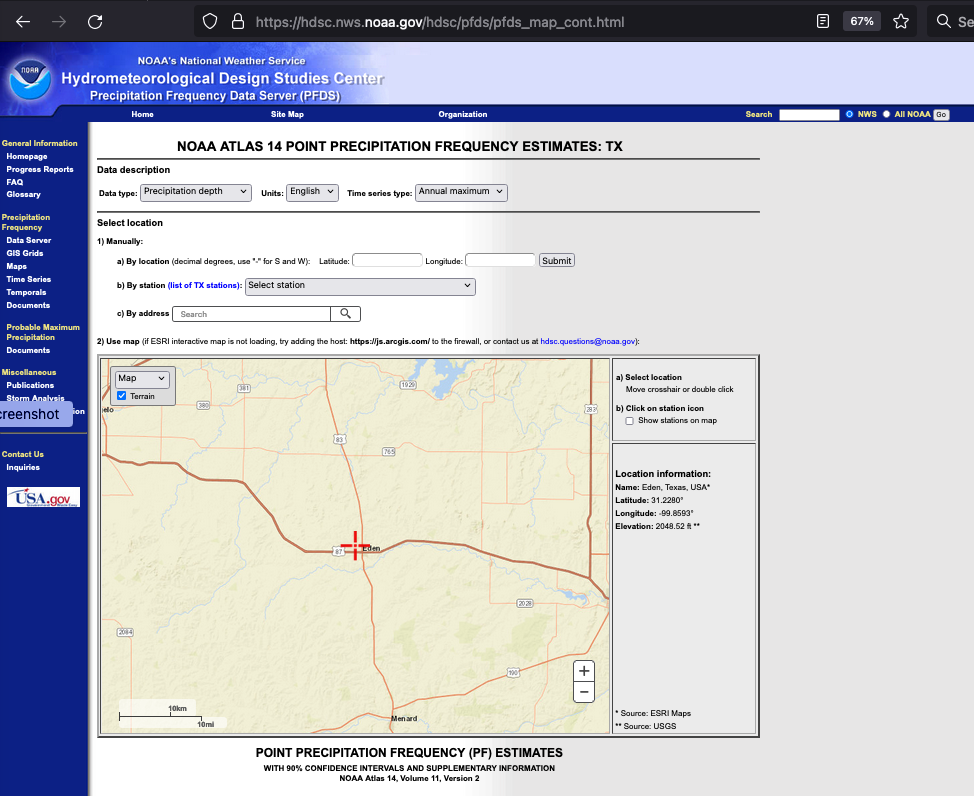 https://hdsc.nws.noaa.gov/hdsc/pfds/pfds_map_cont.html
67%
Se
NOAA
NOAA's National Weather Service
Hydrometeorological Design Studies Center
Precipitation Frequency Data Server (PFDS)
Home
Site Map
Organization
Search
NWS
All NOAA
Go
General Information
Homepage
Progress Reports
FAQ
Glossary
Precipitation
Frequency
Data Server
GIS Grids
Maps
Time Series
Temporals
Documents
Probable Maximum
Precipitation
Documents
Miscellaneous
Publications
Storm Analysis
creenshot
ion
Contact Us
Inquiries
USA.gov
NOAA ATLAS 14 POINT PRECIPITATION FREQUENCY ESTIMATES: TX
Data description
Data type: Precipitation depth Units: English Time series type: Annual maximum
Select location
1) Manually:
a) By location (decimal degrees, use "-" for S and W): Latitude: Longitude: Submit
b) By station (list of TX stations): Select station
c) By address Search
2) Use map (if ESRI interactive map is not loading, try adding the host: https://js.arcgis.com/ to the firewall, or contact us at hdsc.questions@noaa.gov):
Map
Terrain
elo
381
1929
380
283
83
765
87
Eden
2028
2084
190
10km
10mi
Menard
+
−
a) Select location
Move crosshair or double click
b) Click on station icon
Show stations on map
Location information:
Name: Eden, Texas, USA*
Latitude: 31.2280°
Longitude: -99.8593°
Elevation: 2048.52 ft **
* Source: ESRI Maps
** Source: USGS
POINT PRECIPITATION FREQUENCY (PF) ESTIMATES
WITH 90% CONFIDENCE INTERVALS AND SUPPLEMENTARY INFORMATION
NOAA Atlas 14, Volume 11, Version 2